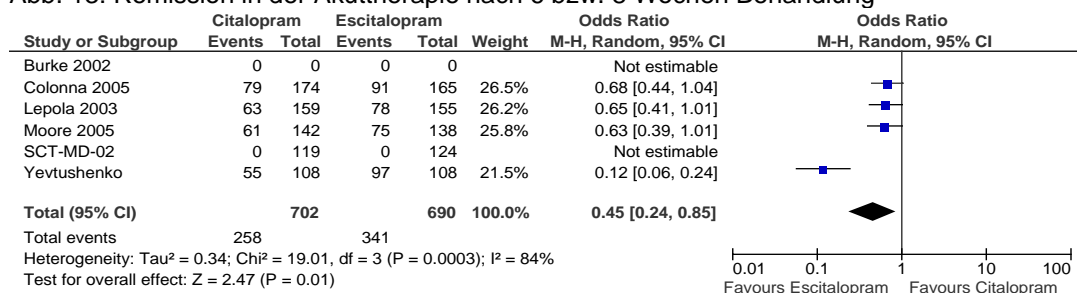 Abb. 18: Remission in der Akuttherapie nach 6 bzw. 8 Wochen Behandlung
Citalopram Escitalopram Odds Ratio Odds Ratio
Study or Subgroup Events Total Events Total Weight M-H, Random, 95% CI M-H, Random, 95% CI
Burke 2002 0 0 0 0 Not estimable
Colonna 2005 79 174 91 165 26.5% 0.68 [0.44, 1.04]
Lepola 2003 63 159 78 155 26.2% 0.65 [0.41, 1.01]
Moore 2005 61 142 75 138 25.8% 0.63 [0.39, 1.01]
SCT-MD-02 0 119 0 124 Not estimable
Yevtushenko 55 108 97 108 21.5% 0.12 [0.06, 0.24]
Total (95% CI) 702 690 100.0% 0.45 [0.24, 0.85]
Total events 258 341
Heterogeneity: Tau² = 0.34; Chi² = 19.01, df = 3 (P = 0.0003); I² = 84%
Test for overall effect: Z = 2.47 (P = 0.01)
0.01 0.1 1 10 100
Favours Escitalopram Favours Citalopram